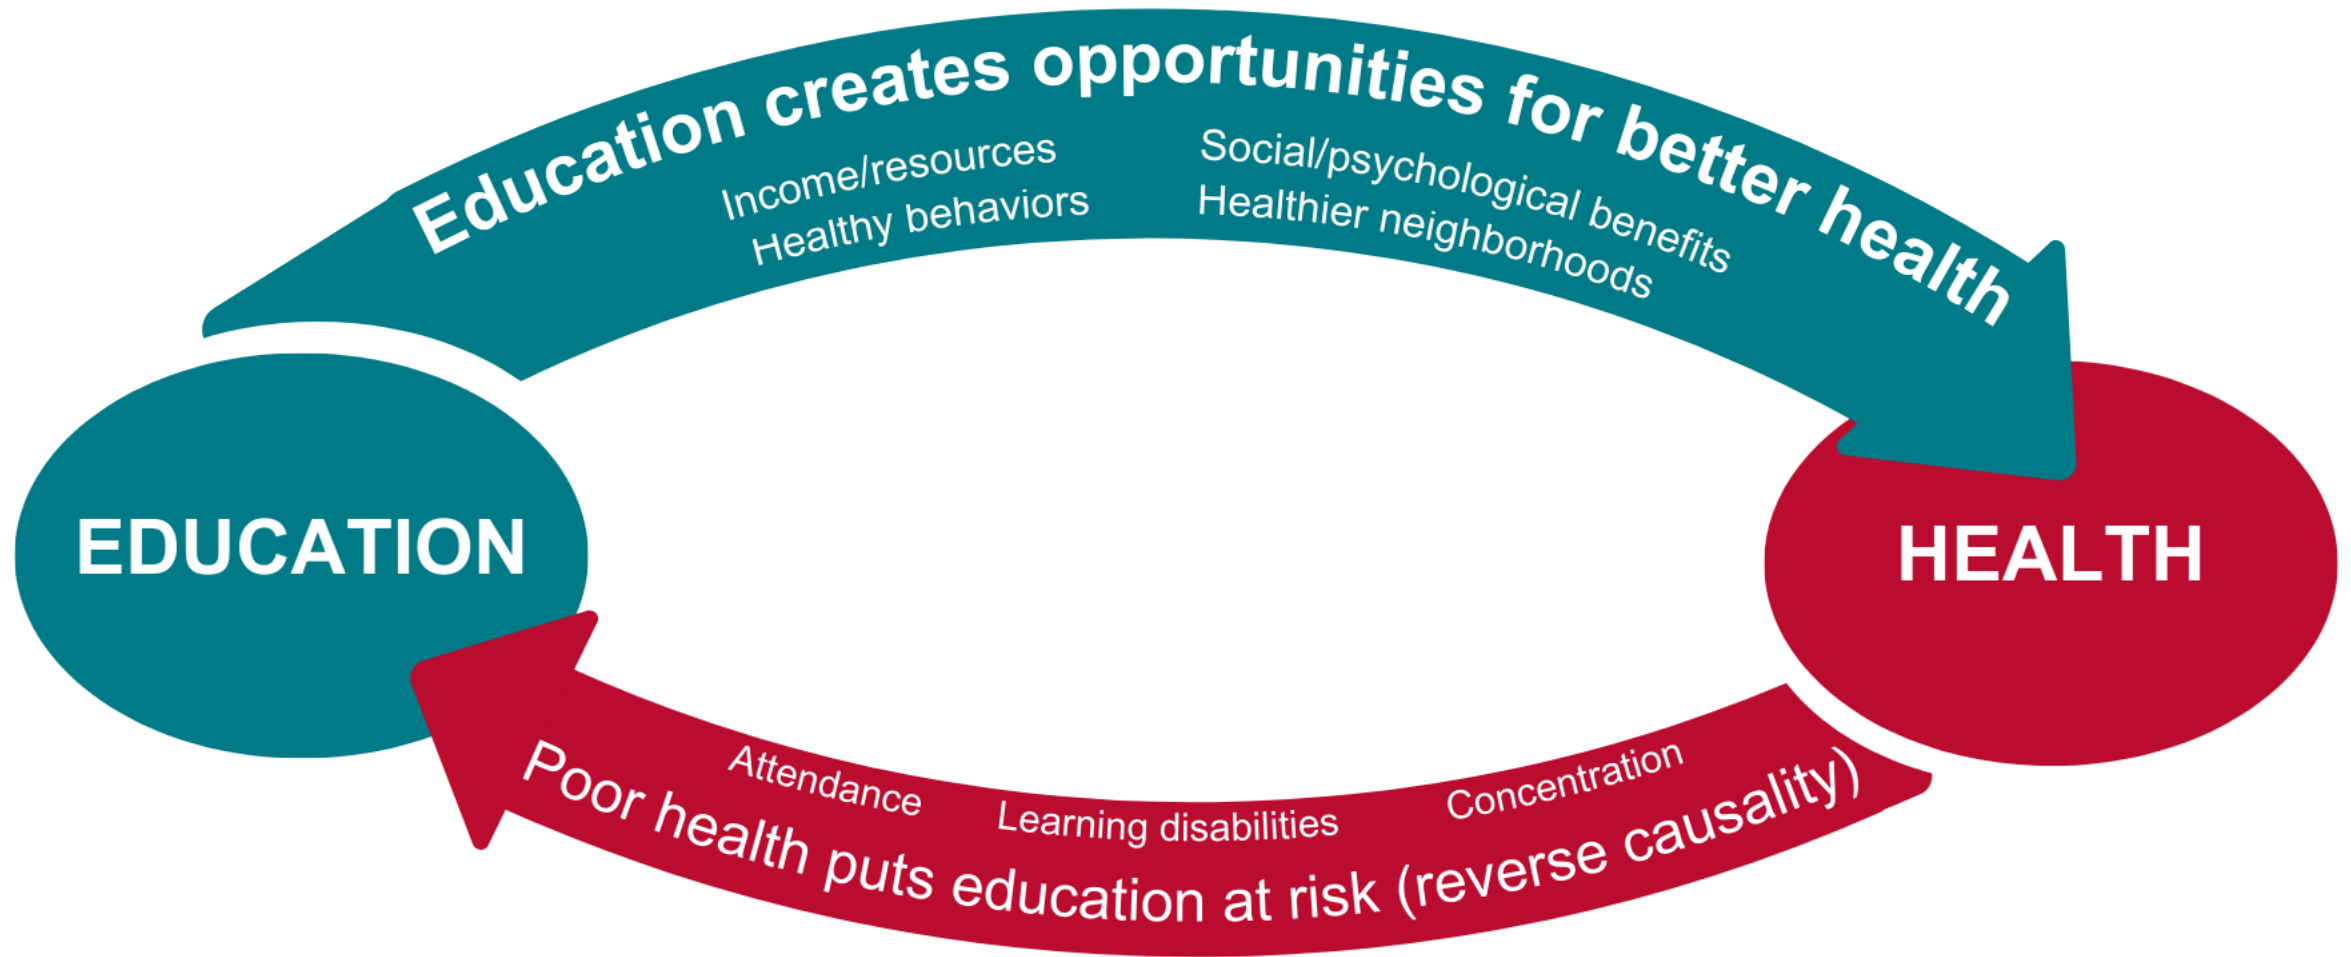 Education creates opportunities for better health
Income/resources
Healthy behaviors
Social/psychological benefits
Healthier neighborhoods
EDUCATION
HEALTH
Attendance
Learning disabilities
Concentration
Poor health puts education at risk (reverse causality)